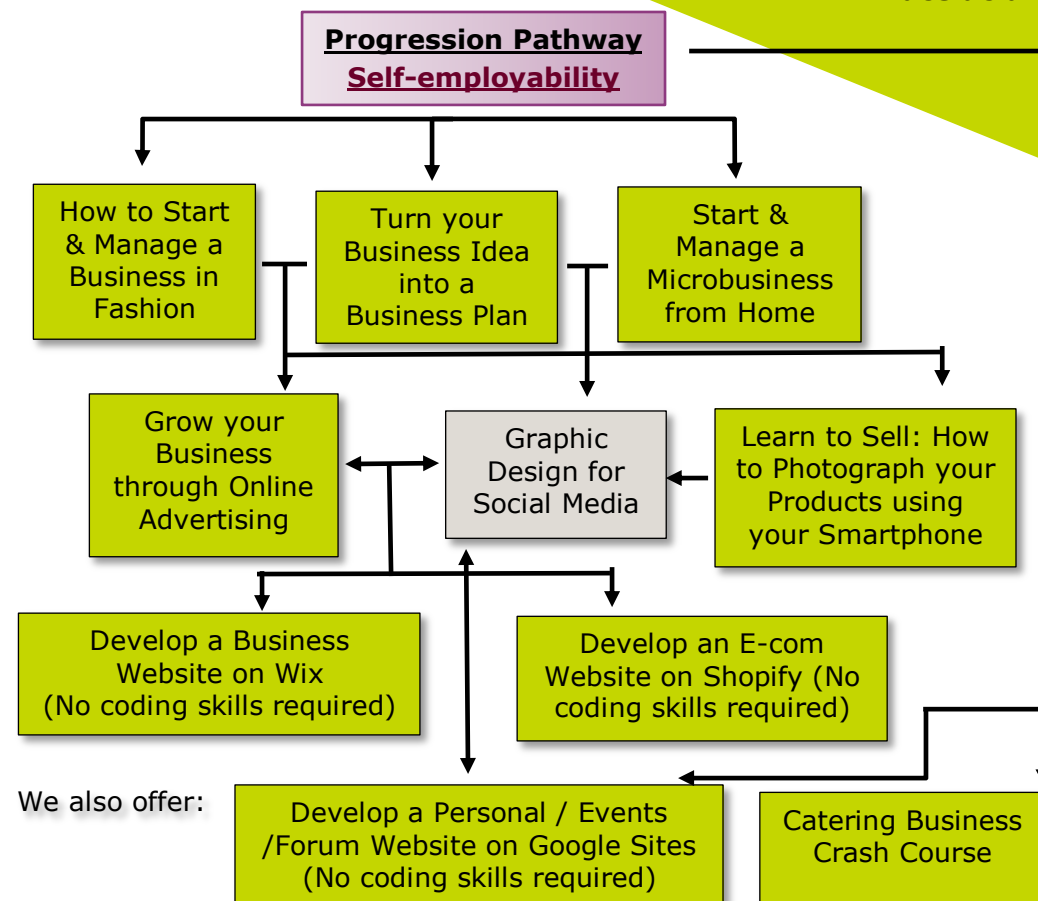 Progression Pathway
Self-employability
How to Start
& Manage a
Business in
Fashion
Turn your
Business Idea
into a
Business Plan
Start &
Manage a
Microbusiness
from Home
Grow your
Business
through Online
Advertising
Graphic
Design for
Social Media
Learn to Sell: How
to Photograph your
Products using
your Smartphone
Develop a Business
Website on Wix
(No coding skills required)
Develop an E-com
Website on Shopify (No
coding skills required)
We also offer:
Develop a Personal / Events
/Forum Website on Google Sites
(No coding skills required)
Catering Business
Crash Course